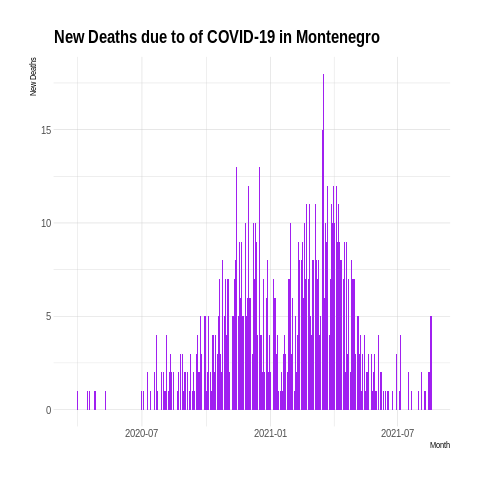 New Deaths due to of COVID-19 in Montenegro
New Deaths
15
10
5
0
2020-07
2021-01
2021-07
Month